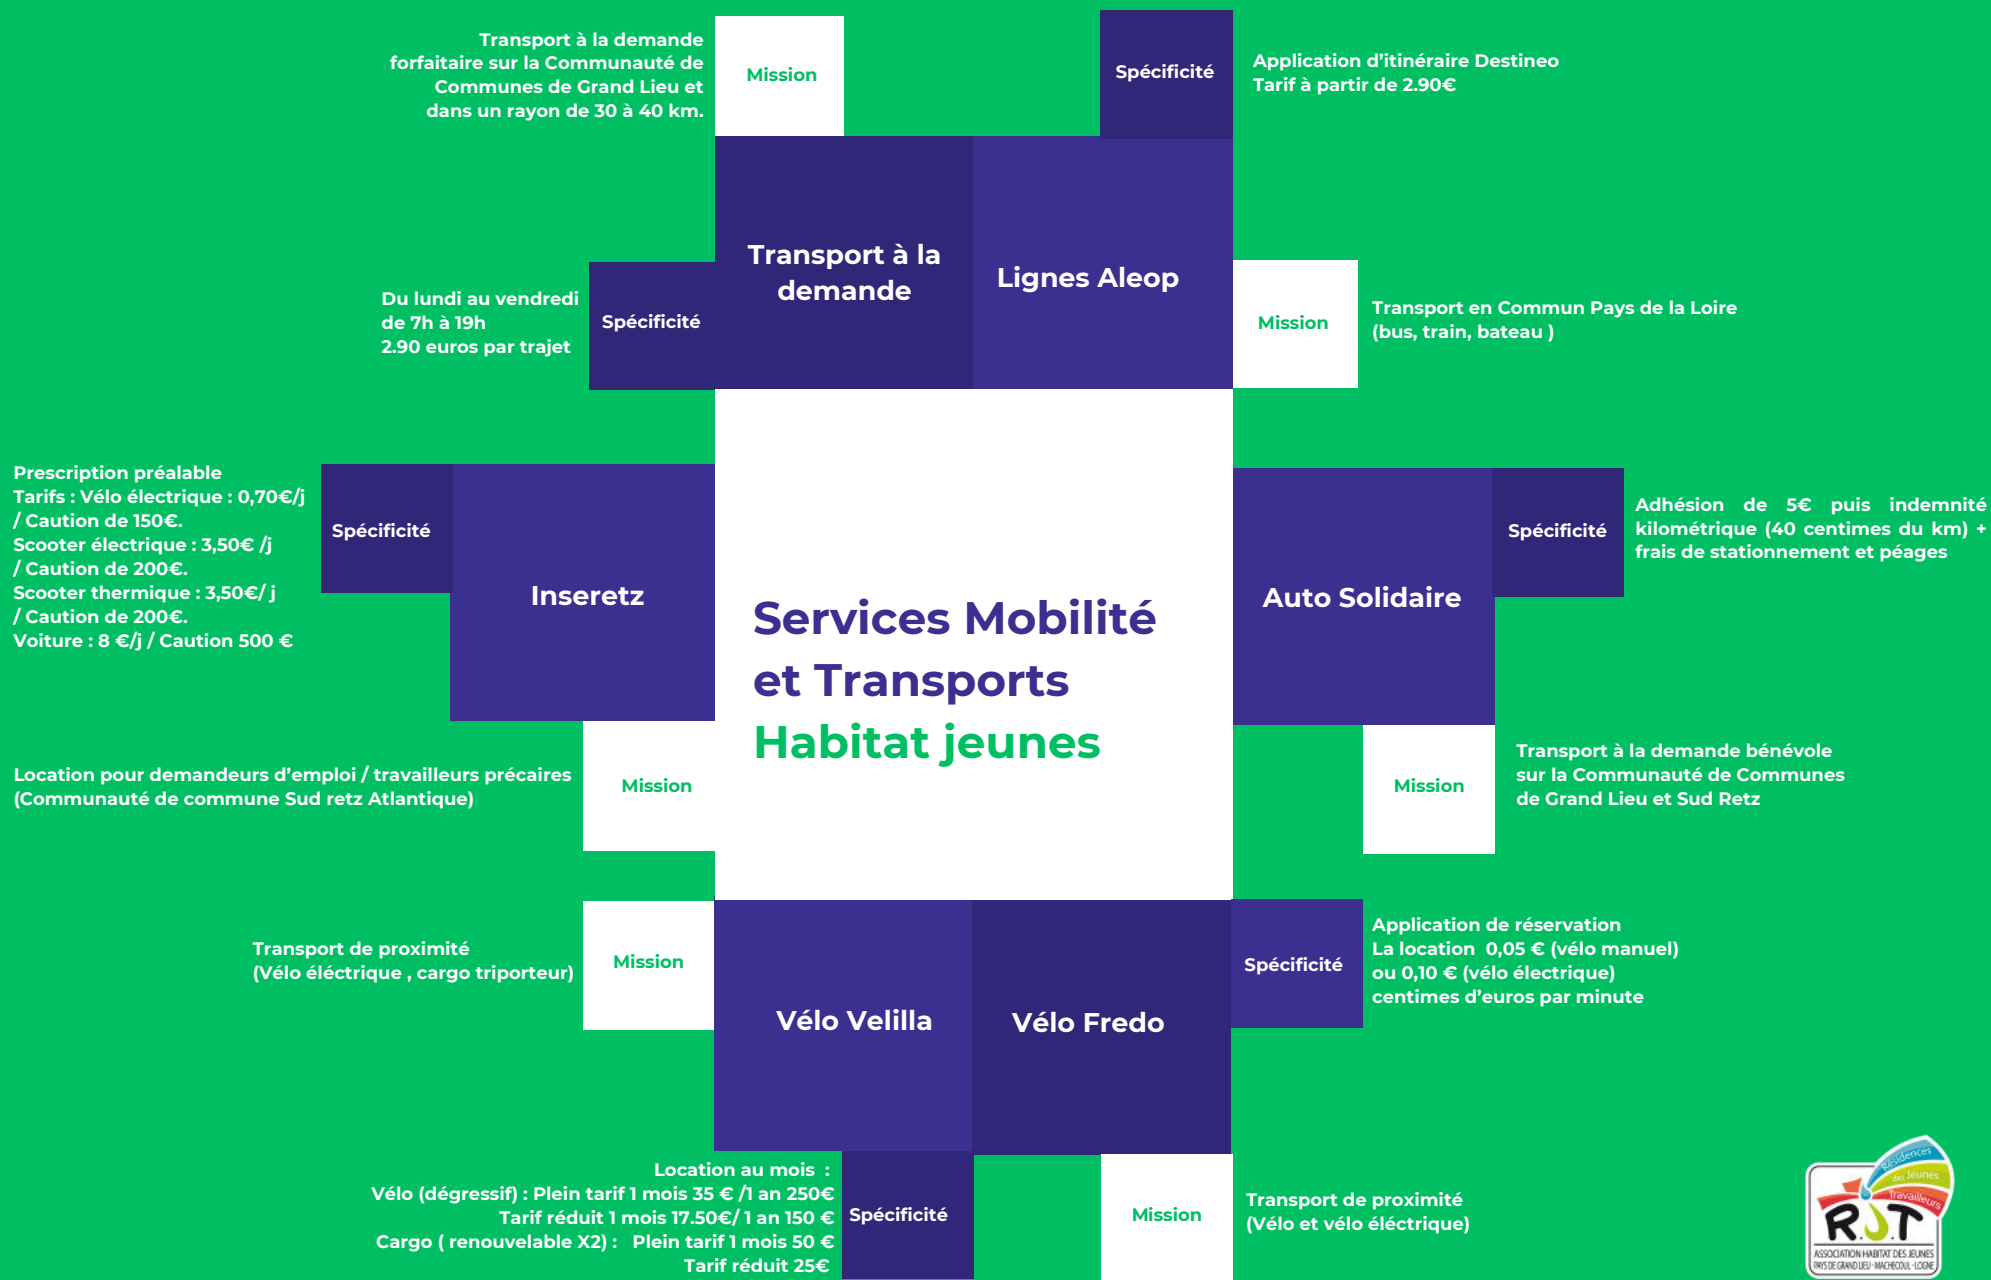 Transport à la demande
forfaitaire sur la Communauté de
Communes de Grand Lieu et
dans un rayon de 30 à 40 km.
Mission
Spécificité
Application d'itinéraire Destineo
Tarif à partir de 2.90€
Transport à la
demande
Lignes Aleop
Du lundi au vendredi
de 7h à 19h
2.90 euros par trajet
Spécificité
Mission
Transport en Commun Pays de la Loire
(bus, train, bateau )
Prescription préalable
Tarifs : Vélo électrique : 0,70€/j
/ Caution de 150€.
Scooter électrique : 3,50€ /j
/ Caution de 200€.
Scooter thermique : 3,50€/ j
/ Caution de 200€.
Voiture : 8 €/j / Caution 500 €
Spécificité
Inseretz
Services Mobilité
et Transports
Habitat jeunes
Auto Solidaire
Spécificité
Adhésion de 5€ puis indemnité
kilométrique (40 centimes du km) +
frais de stationnement et péages
Location pour demandeurs d'emploi / travailleurs précaires
(Communauté de commune Sud retz Atlantique)
Mission
Mission
Transport à la demande bénévole
sur la Communauté de Communes
de Grand Lieu et Sud Retz
Transport de proximité
(Vélo éléctrique , cargo triporteur)
Mission
Vélo Velilla
Vélo Fredo
Spécificité
Application de réservation
La location  0,05 € (vélo manuel)
ou 0,10 € (vélo électrique)
centimes d'euros par minute
Location au mois  :
Vélo (dégressif) : Plein tarif 1 mois 35 € /1 an 250€
Tarif réduit 1 mois 17.50€/ 1 an 150 €
Cargo ( renouvelable X2) :   Plein tarif 1 mois 50 €
Tarif réduit 25€
Spécificité
Mission
Transport de proximité
(Vélo et vélo éléctrique)
Résidences
des Jeunes
Travailleurs
R.J.T
ASSOCIATION HABITAT DES JEUNES
PAYS DE GRAND LIEU - MACHECOUL - LOGNE